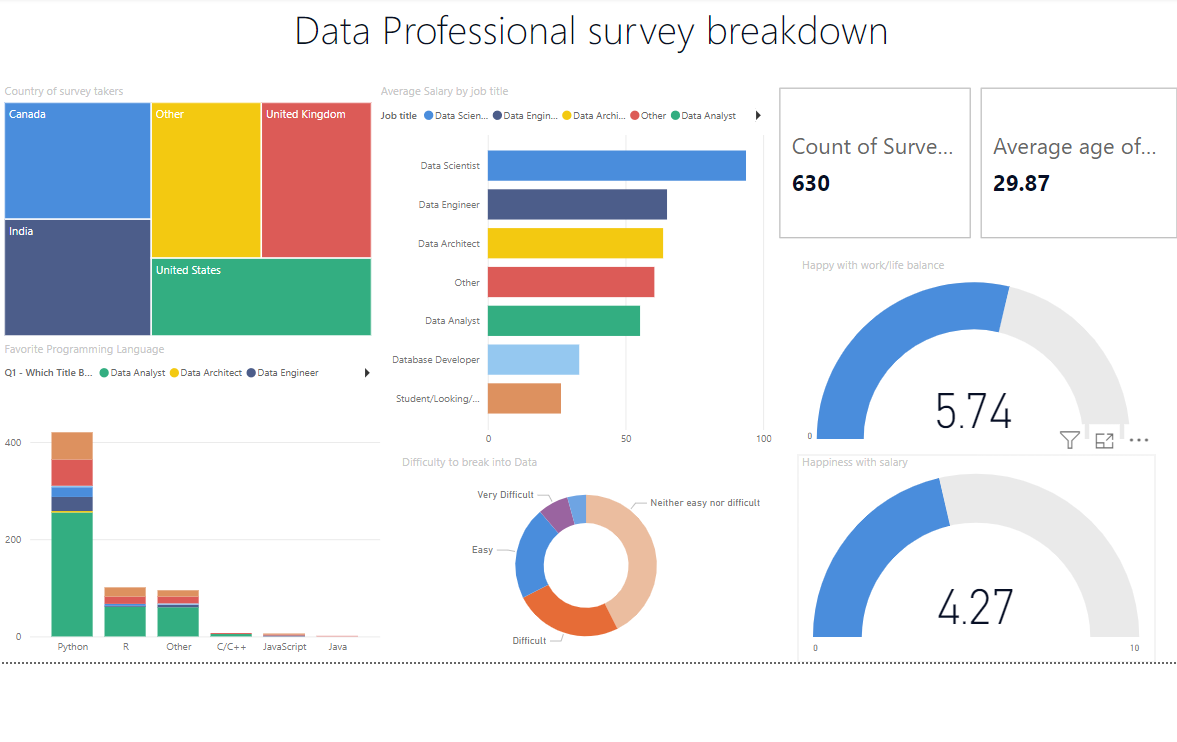 Data Professional survey breakdown
Country of survey takers
Canada
Other
United Kingdom
India
United States
Average Salary by job title
Job title Data Scien... Data Engin... Data Archi... Other Data Analyst
Data Scientist
Data Engineer
Data Architect
Other
Data Analyst
Database Developer
Student/Looking/...
0 50 100
Count of Surve...
630
Average age of...
29.87
Happy with work/life balance
5.74
0
Favorite Programming Language
Q1 - Which Title B... Data Analyst Data Architect Data Engineer
400
200
0
Python R Other C/C++ JavaScript Java
Difficulty to break into Data
Very Difficult
Neither easy nor difficult
Easy
Difficult
Happiness with salary
4.27
0 10